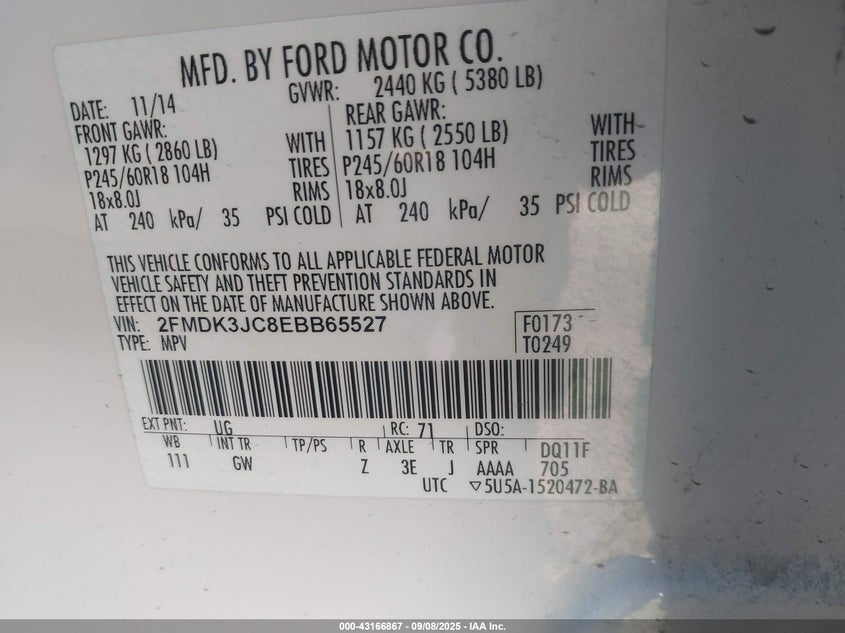 MFD. BY FORD MOTOR CO.
DATE: 11/14 GVWR: 2440 KG ( 5380 LB)
FRONT GAWR: REAR GAWR:
1297 KG ( 2860 LB) WITH 1157 KG ( 2550 LB) WITH
P245/60R18 104H TIRES P245/60R18 104H TIRES
18x8.0J RIMS 18x8.0J RIMS
AT 240 kPa/ 35 PSI COLD AT 240 kPa/ 35 PSI COLD
THIS VEHICLE CONFORMS TO ALL APPLICABLE FEDERAL MOTOR
VEHICLE SAFETY AND THEFT PREVENTION STANDARDS IN
EFFECT ON THE DATE OF MANUFACTURE SHOWN ABOVE.
VIN: 2FMDK3JC8EBB65527 F0173
TYPE: MPV T0249
EXT PNT: UG RC: 71 DSO:
WB INT TR TP/PS R AXLE TR SPR DQ11F
111 GW Z 3E J AAAA 705
UTC ▽5U5A-1520472-BA
000-43166867 - 09/08/2025 - IAA Inc.